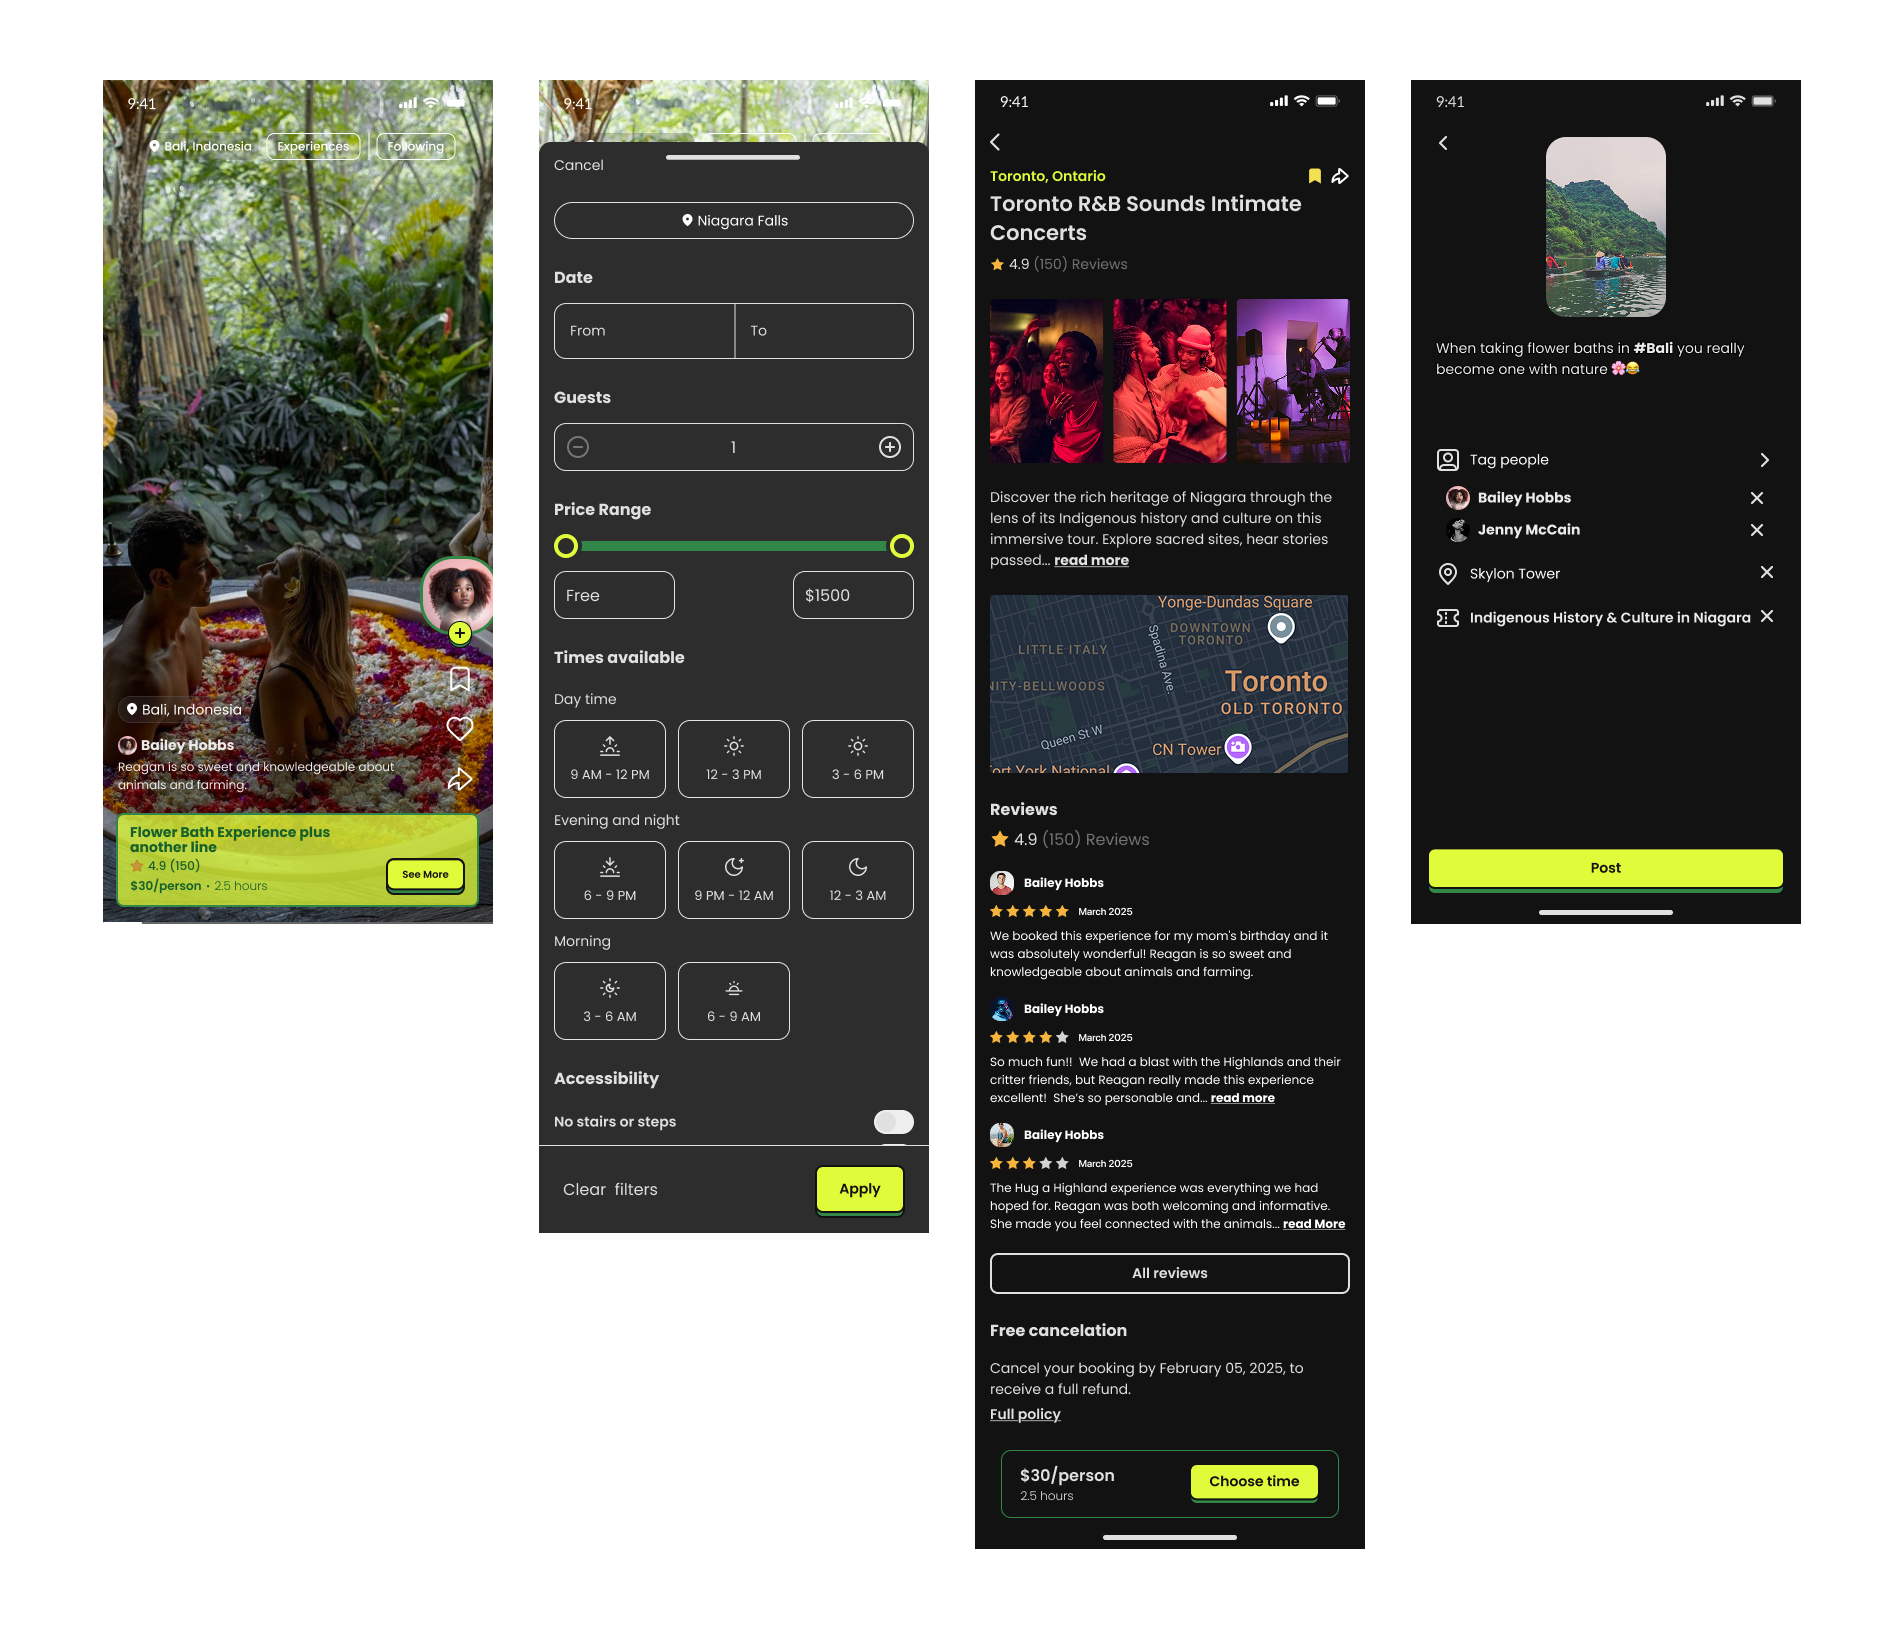 9:41
Bali, Indonesia
Experiences
Following
Bali, Indonesia
Bailey Hobbs
Reagan is so sweet and knowledgeable about
animals and farming.
Flower Bath Experience plus
another line
4.9 (150)
$30/person • 2.5 hours
See More
9:41
Cancel
Niagara Falls
Date
From
To
Guests
1
Price Range
Free
$1500
Times available
Day time
9 AM - 12 PM
12 - 3 PM
3 - 6 PM
Evening and night
6 - 9 PM
9 PM - 12 AM
12 - 3 AM
Morning
3 - 6 AM
6 - 9 AM
Accessibility
No stairs or steps
Clear filters
Apply
9:41
Toronto, Ontario
Toronto R&B Sounds Intimate
Concerts
4.9 (150) Reviews
Discover the rich heritage of Niagara through the
lens of its Indigenous history and culture on this
immersive tour. Explore sacred sites, hear stories
passed... read more
Yonge-Dundas Square
DOWNTOWN
TORONTO
Spadina Ave.
LITTLE ITALY
NITY-BELLWOODS
Toronto
OLD TORONTO
Queen St W
CN Tower
Fort York National
Reviews
4.9 (150) Reviews
Bailey Hobbs
March 2025
We booked this experience for my mom's birthday and it
was absolutely wonderful! Reagan is so sweet and
knowledgeable about animals and farming.
Bailey Hobbs
March 2025
So much fun!! We had a blast with the Highlands and their
critter friends, but Reagan really made this experience
excellent! She's so personable and... read more
Bailey Hobbs
March 2025
The Hug a Highland experience was everything we had
hoped for. Reagan was both welcoming and informative.
She made you feel connected with the animals... read More
All reviews
Free cancelation
Cancel your booking by February 05, 2025, to
receive a full refund.
Full policy
$30/person
2.5 hours
Choose time
9:41
When taking flower baths in #Bali you really
become one with nature 🌸😂
Tag people
Bailey Hobbs
Jenny McCain
Skylon Tower
Indigenous History & Culture in Niagara
Post